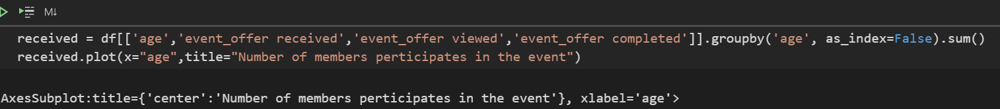 M↓
received = df[['age','event_offer received','event_offer viewed','event_offer completed']].groupby('age', as_index=False).sum()
received.plot(x="age",title="Number of members perticipates in the event")
AxesSubplot:title={'center':'Number of members perticipates in the event'}, xlabel='age'>